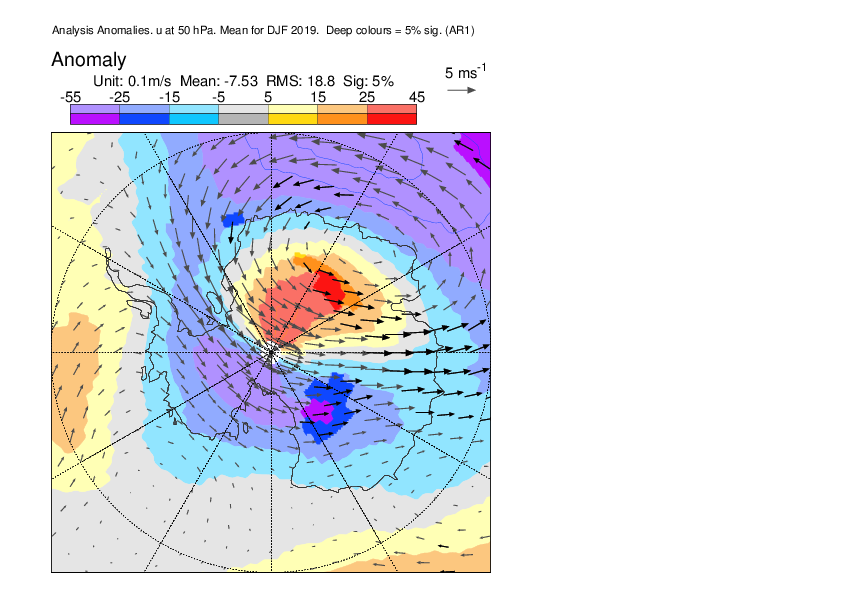 Analysis Anomalies. u at 50 hPa. Mean for DJF 2019. Deep colours = 5% sig. (AR1)
Anomaly
5 ms-1
Unit: 0.1m/s Mean: -7.53 RMS: 18.8 Sig: 5%
-55 -25 -15 -5 5 15 25 45